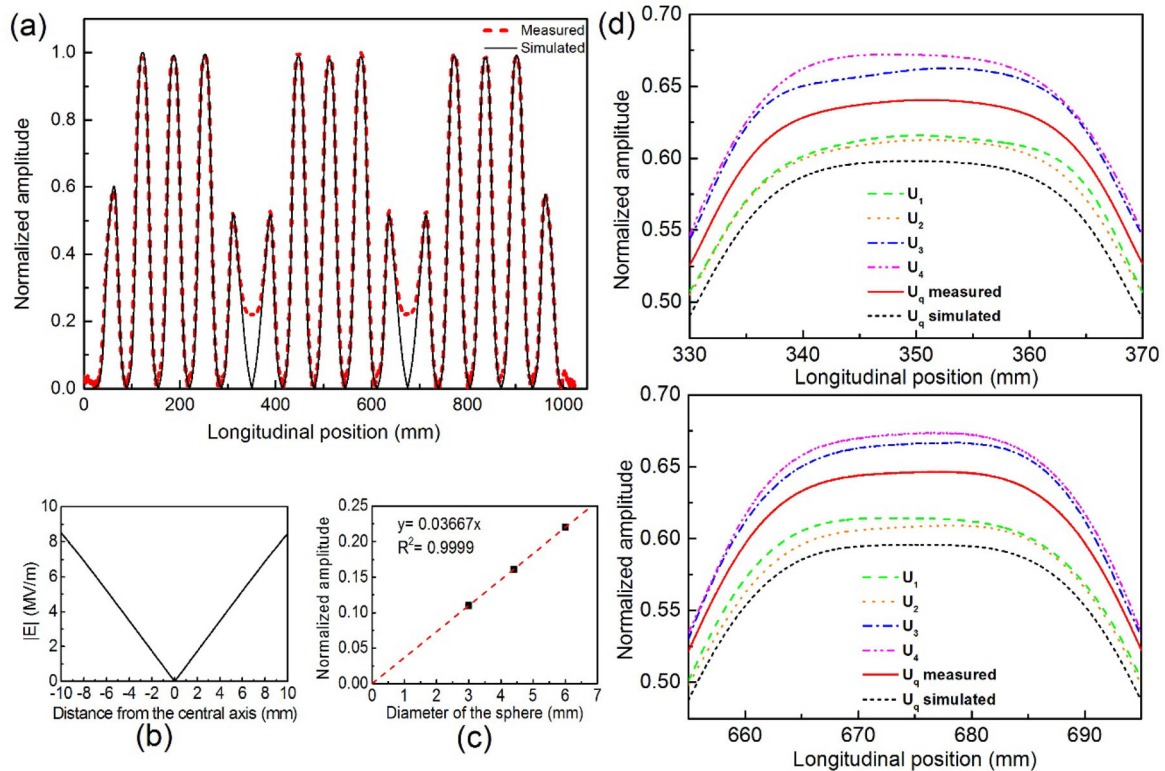 (a)
Measured
Simulated
1.0
0.8
0.6
0.4
0.2
0.0
Normalized amplitude
0 200 400 600 800 1000
Longitudinal position (mm)
(d)
0.70
0.65
0.60
0.55
0.50
Normalized amplitude
U1
U2
U3
U4
Uq measured
Uq simulated
330 340 350 360 370
Longitudinal position (mm)
0.70
0.65
0.60
0.55
0.50
Normalized amplitude
U1
U2
U3
U4
Uq measured
Uq simulated
660 670 680 690
Longitudinal position (mm)
10
8
6
4
2
0
|E| (MV/m)
-10 -8 -6 -4 -2 0 2 4 6 8 10
Distance from the central axis (mm)
(b)
0.25
0.20
0.15
0.10
0.05
0.00
Normalized amplitude
y= 0.03667x
R²= 0.9999
0 1 2 3 4 5 6 7
Diameter of the sphere (mm)
(c)